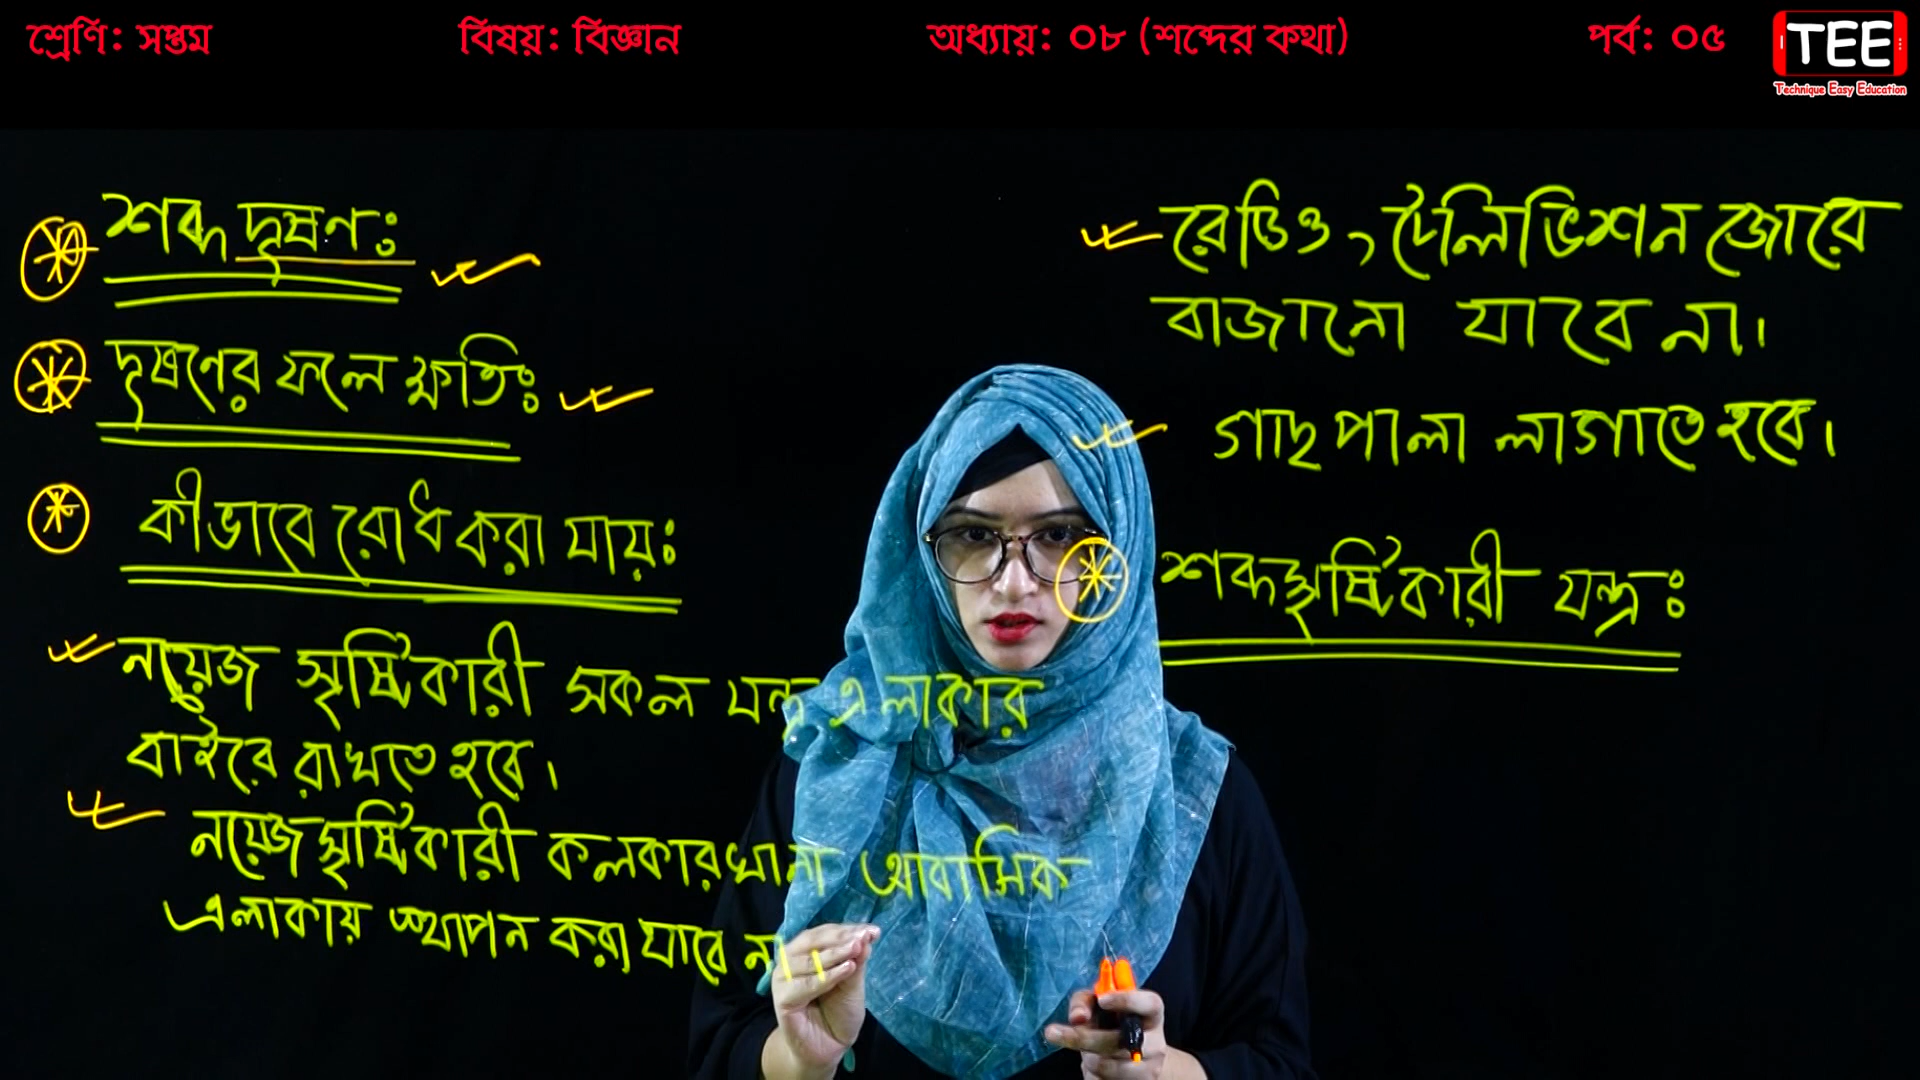 শ্রেণি: সপ্তম
বিষয়: বিজ্ঞান
অধ্যায়: ০৮ (শব্দের কথা)
পর্ব: ০৫
TEE
Technique Easy Education
শব্দ দূষণঃ
দূষণের ফলে ক্ষতিঃ
কীভাবে রোধ করা যায়ঃ
নয়েজ সৃষ্টিকারী সকল যন্ত্র এলাকার
বাইরে রাখতে হবে।
নয়েজ সৃষ্টিকারী কলকারখানা আবাসিক
এলাকায় স্থাপন করা যাবে না।
রেডিও, টেলিভিশন জোরে
বাজানো যাবে না।
গাছপালা লাগাতে হবে।
শব্দসৃষ্টিকারী যন্ত্রঃ